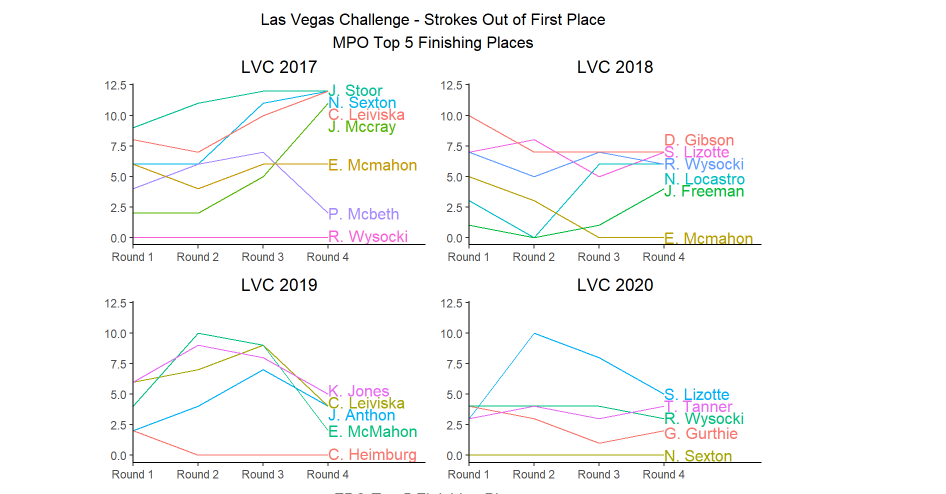 Las Vegas Challenge - Strokes Out of First Place
MPO Top 5 Finishing Places
LVC 2017
12.5
10.0
7.5
5.0
2.5
0.0
J. Stoor
N. Sexton
C. Leiviska
J. Mccray
E. Mcmahon
P. Mcbeth
R. Wysocki
Round 1 Round 2 Round 3 Round 4
LVC 2018
12.5
10.0
7.5
5.0
2.5
0.0
D. Gibson
S. Lizotte
R. Wysocki
N. Locastro
J. Freeman
E. Mcmahon
Round 1 Round 2 Round 3 Round 4
LVC 2019
12.5
10.0
7.5
5.0
2.5
0.0
K. Jones
C. Leiviska
J. Anthon
E. McMahon
C. Heimburg
Round 1 Round 2 Round 3 Round 4
LVC 2020
12.5
10.0
7.5
5.0
2.5
0.0
S. Lizotte
T. Tanner
R. Wysocki
G. Gurthie
N. Sexton
Round 1 Round 2 Round 3 Round 4